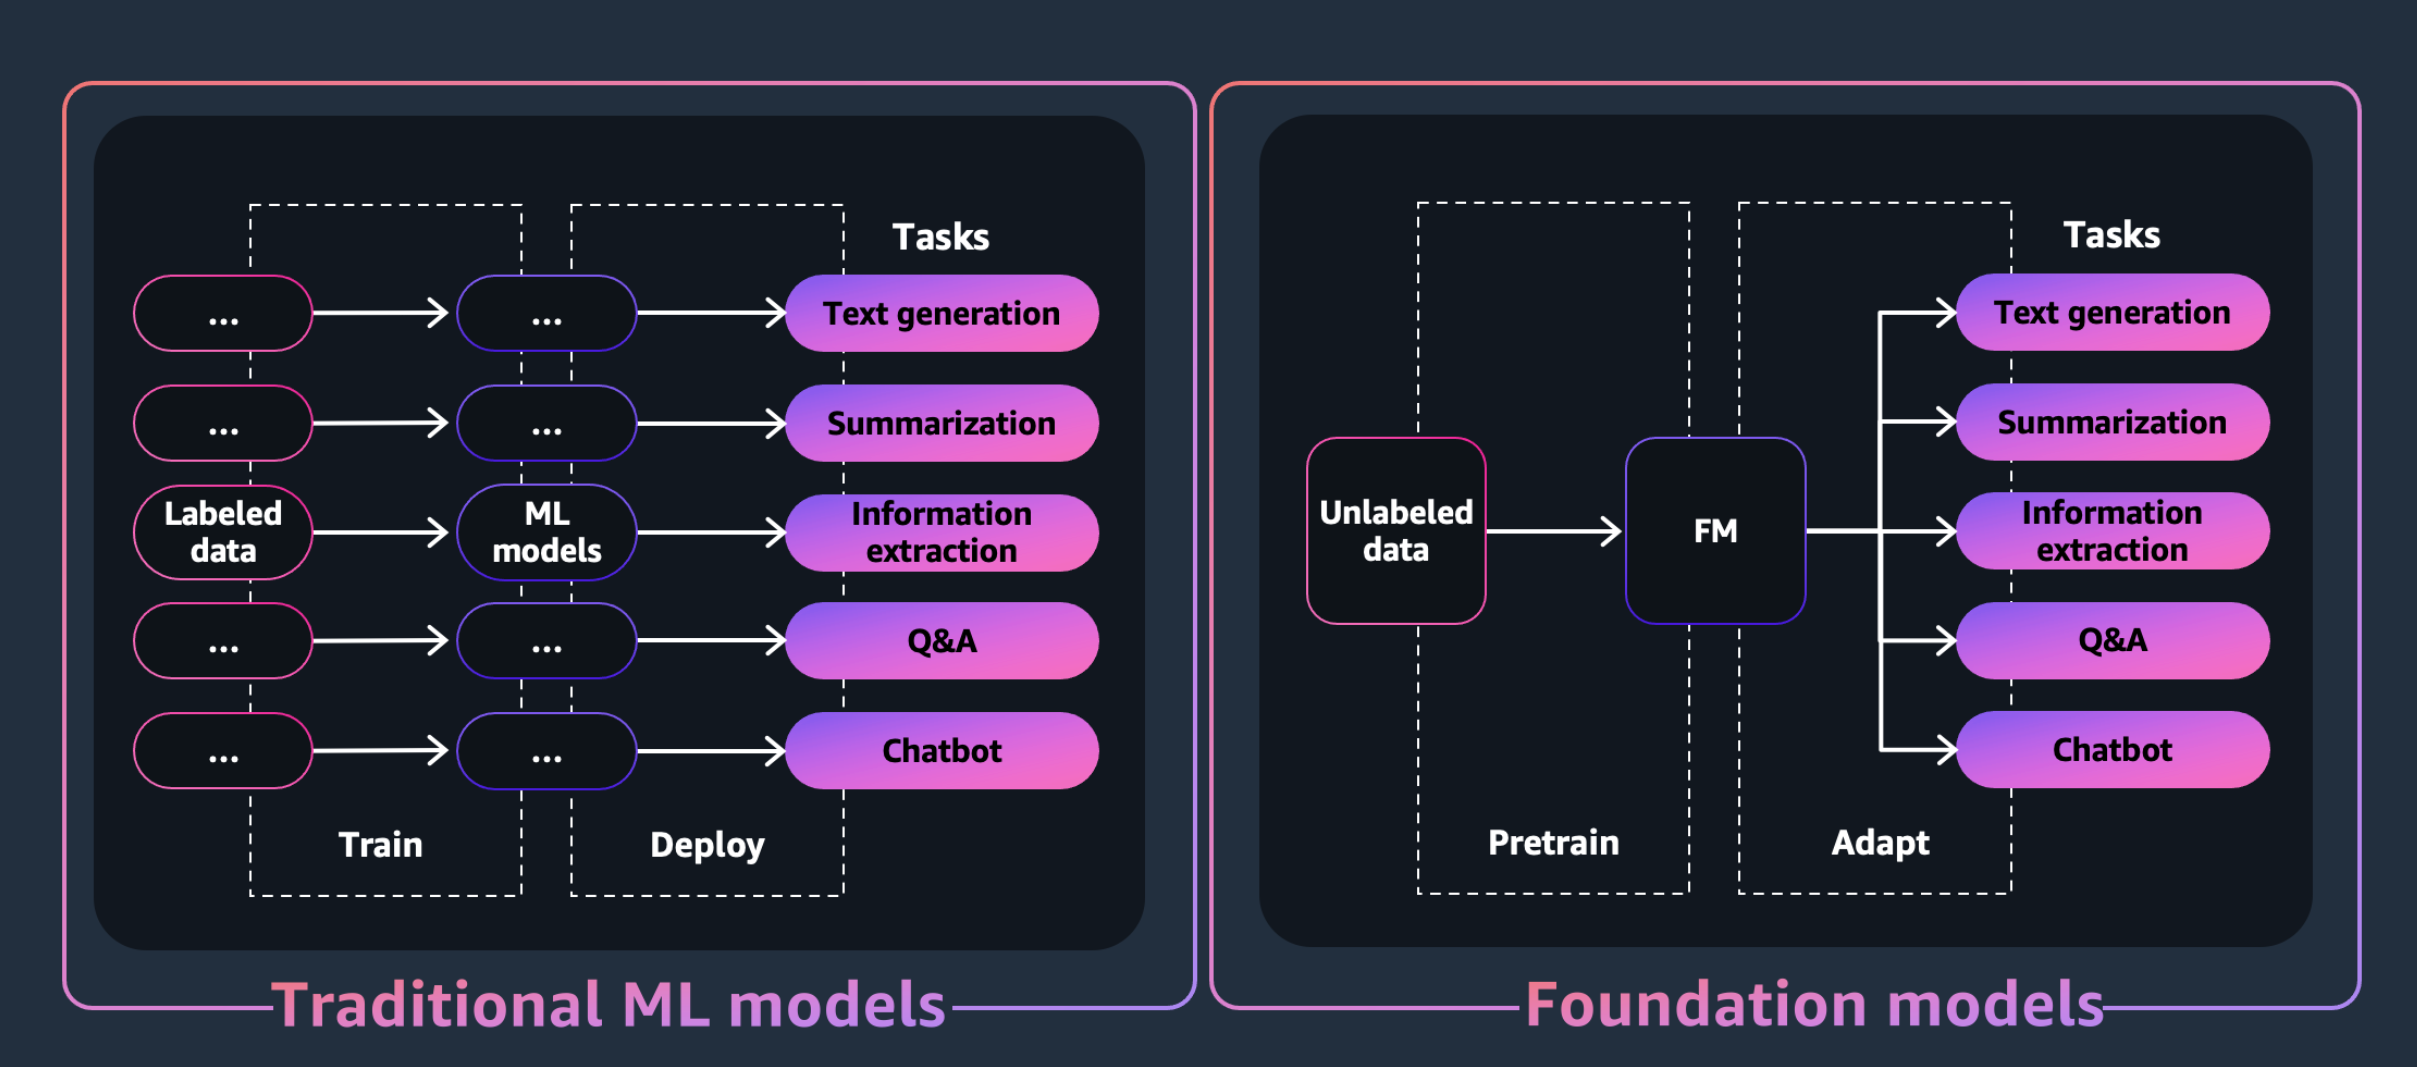 Tasks
... ... Text generation
... ... Summarization
Labeled
data
ML
models
Information
extraction
... ... Q&A
... ... Chatbot
Train
Deploy
Traditional ML models
Tasks
Text generation
Summarization
Unlabeled
data
FM
Information
extraction
Q&A
Chatbot
Pretrain
Adapt
Foundation models